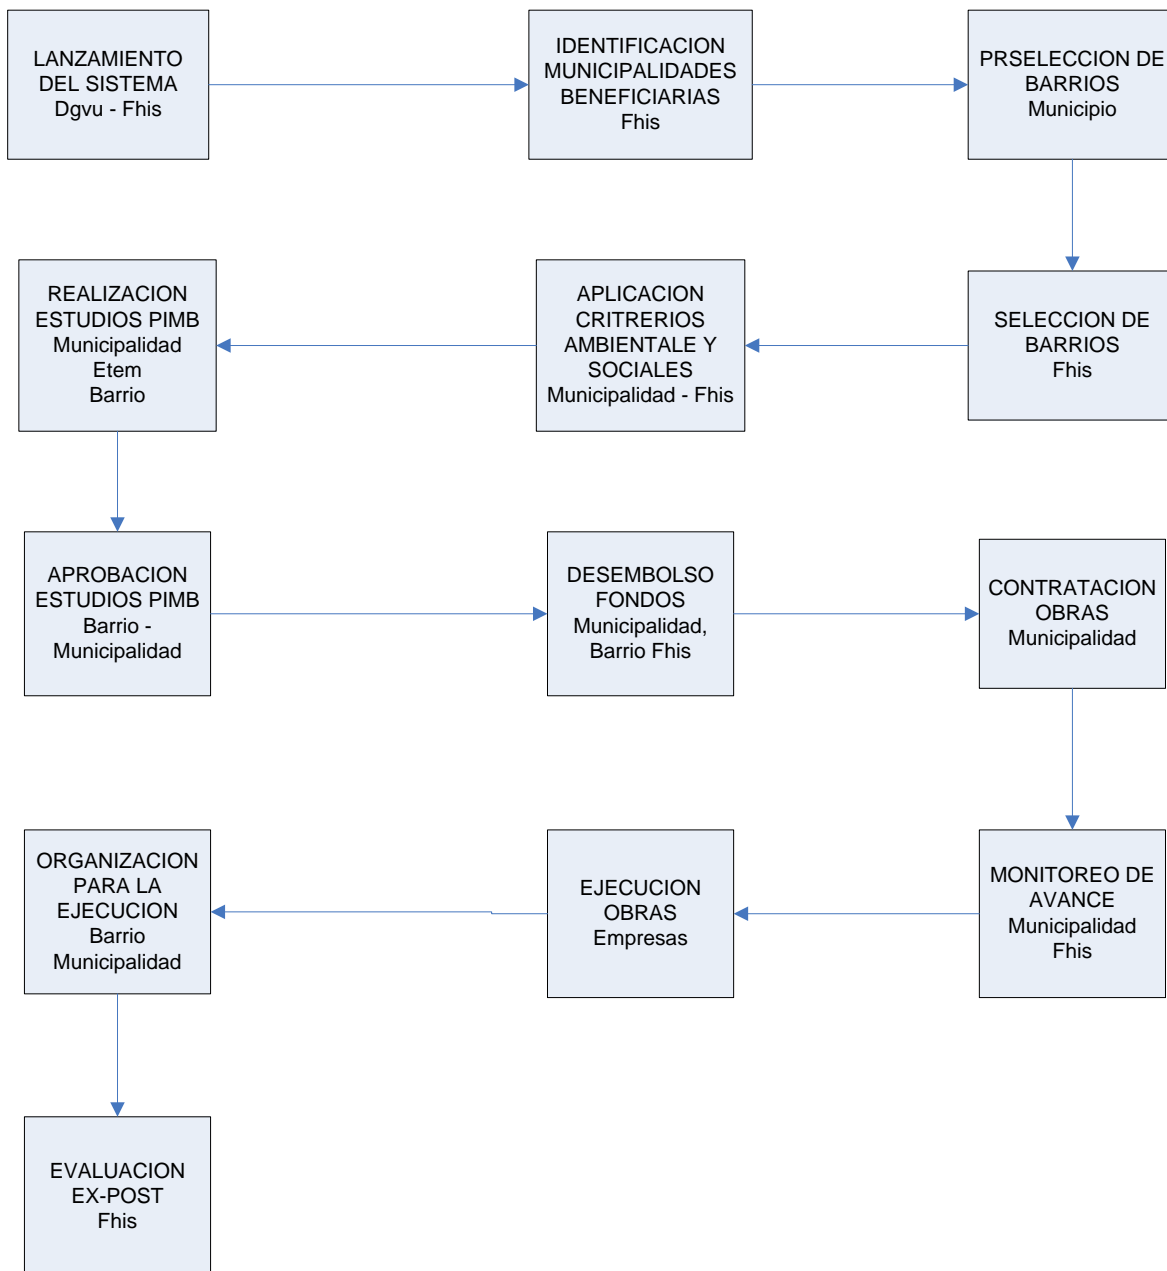 LANZAMIENTO
DEL SISTEMA
Dgvu - Fhis
IDENTIFICACION
MUNICIPALIDADES
BENEFICIARIAS
Fhis
PRSELECCION DE
BARRIOS
Municipio
SELECCION DE
BARRIOS
Fhis
APLICACION
CRITRERIOS
AMBIENTALE Y
SOCIALES
Municipalidad - Fhis
REALIZACION
ESTUDIOS PIMB
Municipalidad
Etem
Barrio
APROBACION
ESTUDIOS PIMB
Barrio -
Municipalidad
DESEMBOLSO
FONDOS
Municipalidad,
Barrio Fhis
CONTRATACION
OBRAS
Municipalidad
MONITOREO DE
AVANCE
Municipalidad
Fhis
EJECUCION
OBRAS
Empresas
ORGANIZACION
PARA LA
EJECUCION
Barrio
Municipalidad
EVALUACION
EX-POST
Fhis